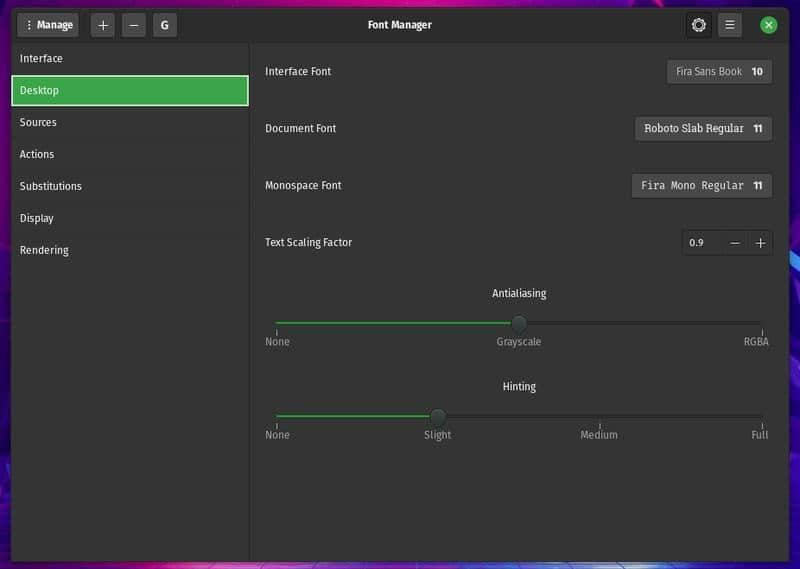 Manage + − G Font Manager
Interface
Desktop
Sources
Actions
Substitutions
Display
Rendering
Interface Font Fira Sans Book 10
Document Font Roboto Slab Regular 11
Monospace Font Fira Mono Regular 11
Text Scaling Factor 0.9 − +
Antialiasing
None Grayscale RGBA
Hinting
None Slight Medium Full